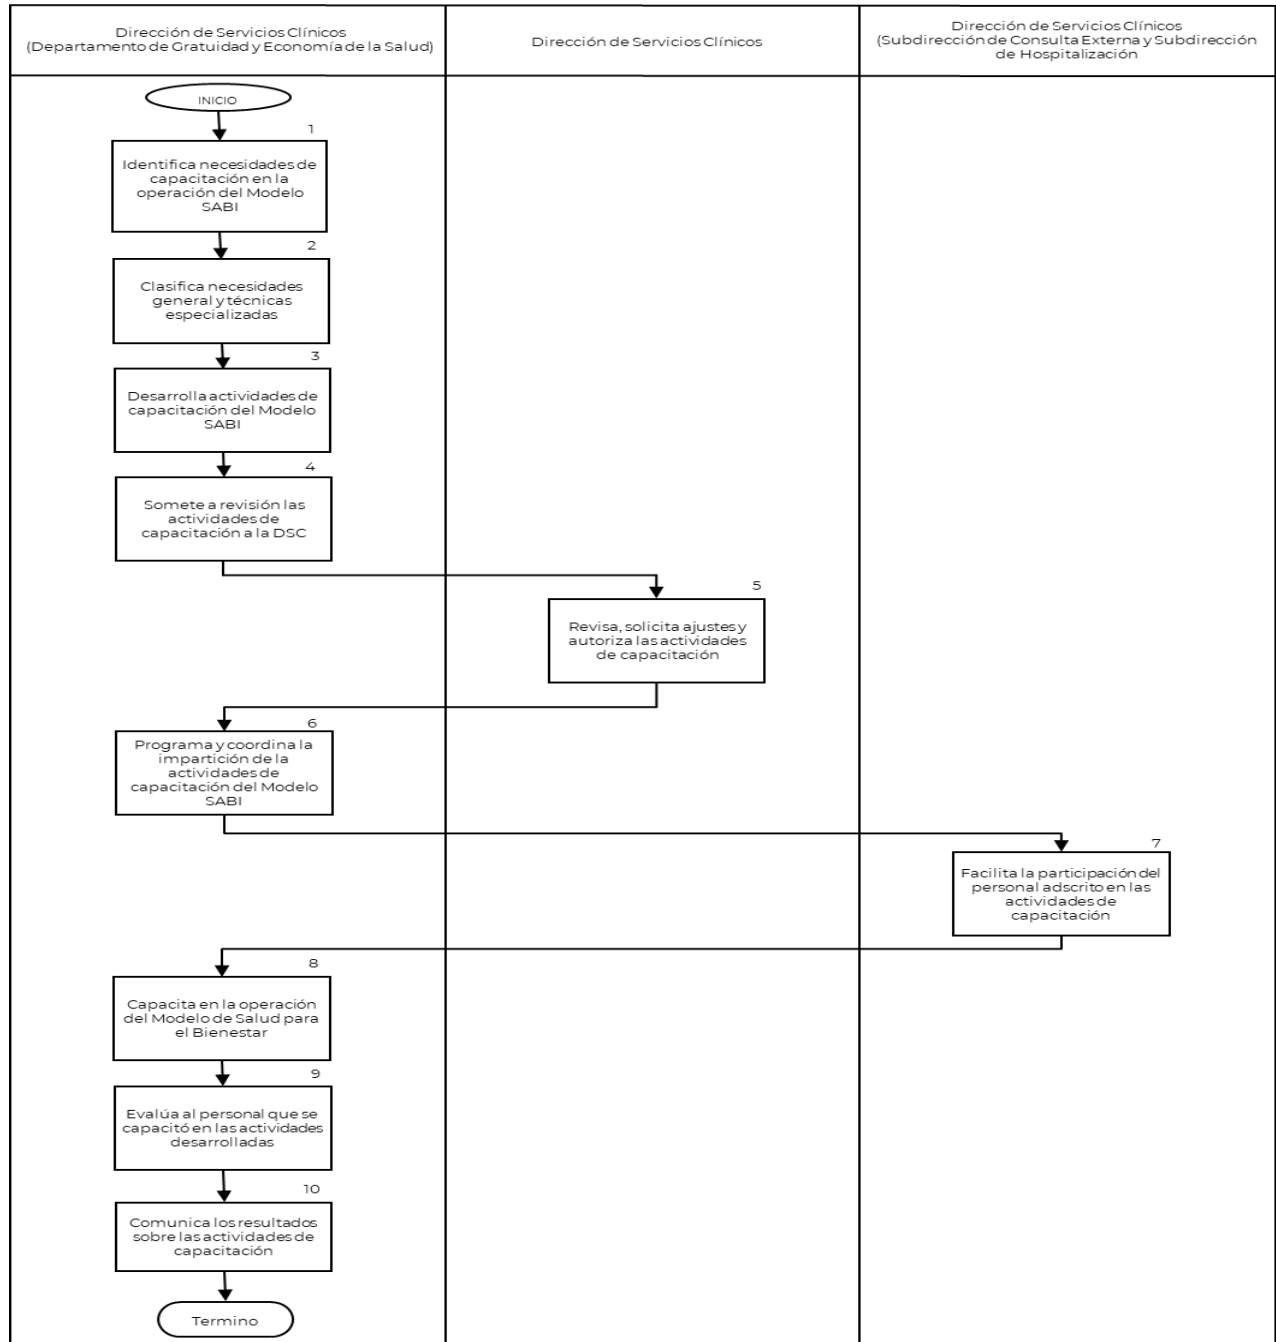 Dirección de Servicios Clínicos
(Departamento de Gratuidad y Economía de la Salud)
Dirección de Servicios Clínicos
Dirección de Servicios Clínicos
(Subdirección de Consulta Externa y Subdirección
de Hospitalización
INICIO
1
Identifica necesidades de
capacitación en la
operación del Modelo
SABI
2
Clasifica necesidades
general y técnicas
especializadas
3
Desarrolla actividades de
capacitación del Modelo
SABI
4
Somete a revisión las
actividades de
capacitación a la DSC
5
Revisa, solicita ajustes y
autoriza las actividades
de capacitación
6
Programa y coordina la
impartición de la
actividades de
capacitación del Modelo
SABI
7
Facilita la participación del
personal adscrito en las
actividades de
capacitación
8
Capacita en la operación
del Modelo de Salud para
el Bienestar
9
Evalúa al personal que se
capacitó en las actividades
desarrolladas
10
Comunica los resultados
sobre las actividades de
capacitación
Termino